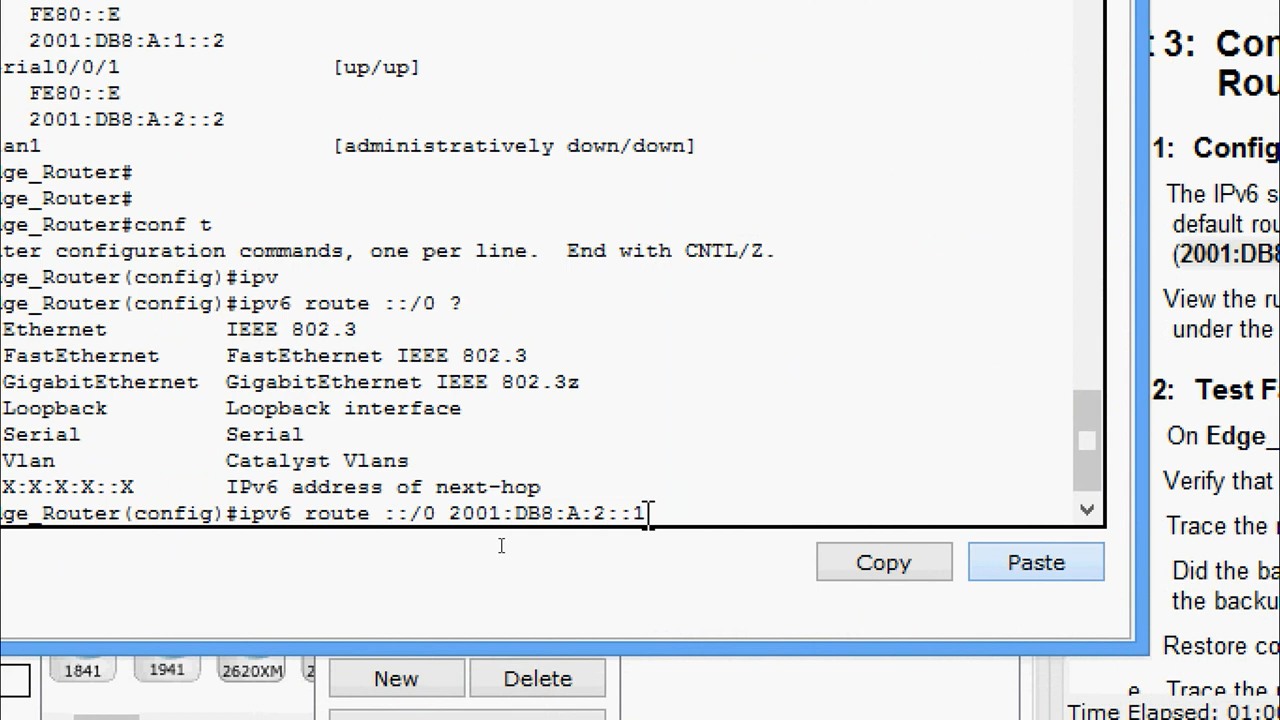 FE80::E
2001:DB8:A:1::2
rial0/0/1 [up/up]
FE80::E
2001:DB8:A:2::2
an1 [administratively down/down]
ge_Router#
ge_Router#
ge_Router#conf t
ter configuration commands, one per line.  End with CNTL/Z.
ge_Router(config)#ipv
ge_Router(config)#ipv6 route ::/0 ?
Ethernet IEEE 802.3
FastEthernet FastEthernet IEEE 802.3
GigabitEthernet GigabitEthernet IEEE 802.3z
Loopback Loopback interface
Serial Serial
Vlan Catalyst Vlans
X:X:X:X::X IPv6 address of next-hop
ge_Router(config)#ipv6 route ::/0 2001:DB8:A:2::1
Copy Paste
1841 1941 2620XM 2
New Delete
t 3: Con
Rou
1: Config
The IPv6 s
default rou
(2001:DB8
View the ru
under the
2: Test Fa
On Edge_
Verify that
Trace the r
Did the ba
the backu
Restore co
e. Trace the r
Time Elapsed: 01:0